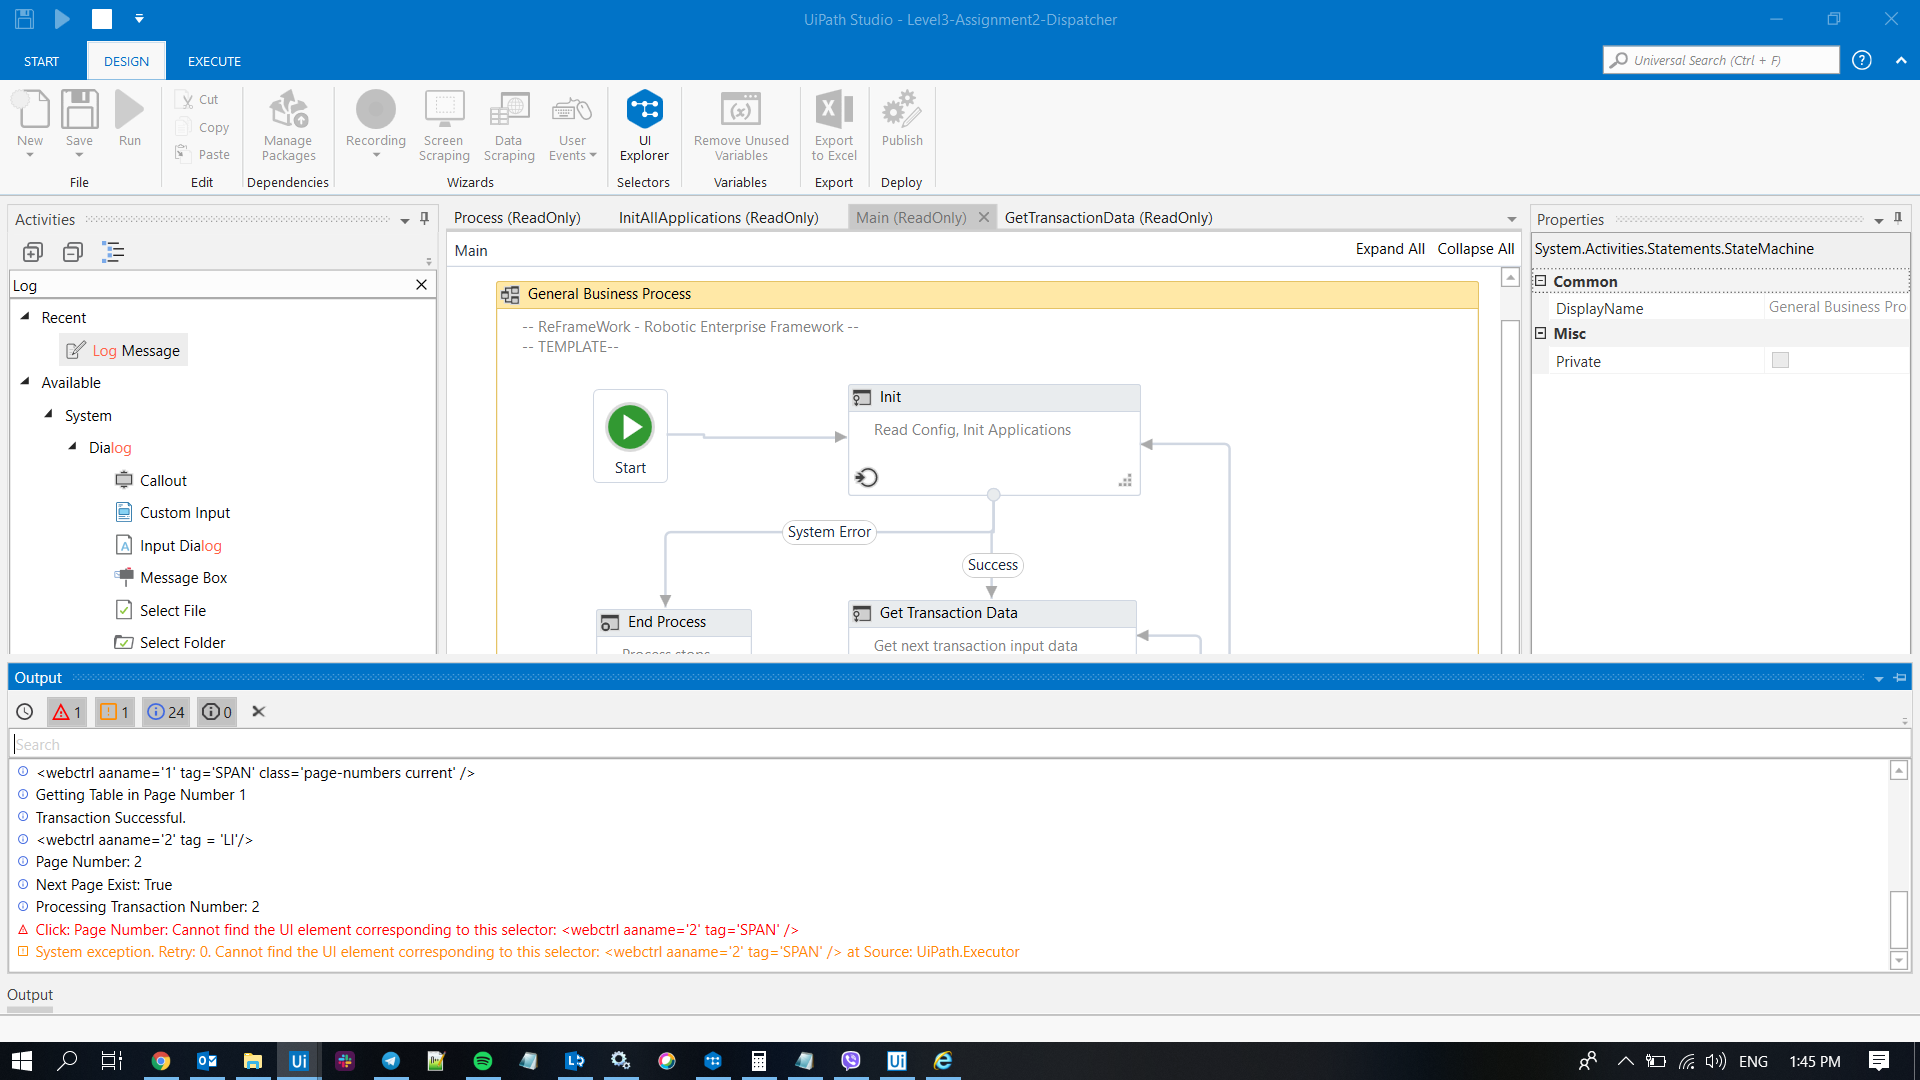 UiPath Studio - Level3-Assignment2-Dispatcher
START
DESIGN
EXECUTE
Universal Search (Ctrl + F)
?
New
Save
Run
Cut
Copy
Paste
Manage Packages
Recording
Screen Scraping
Data Scraping
User Events
UI Explorer
Remove Unused Variables
Export to Excel
Publish
File
Edit
Dependencies
Wizards
Selectors
Variables
Export
Deploy
Activities
Log
Recent
Log Message
Available
System
Dialog
Callout
Custom Input
Input Dialog
Message Box
Select File
Select Folder
Process (ReadOnly)
InitAllApplications (ReadOnly)
Main (ReadOnly)
GetTransactionData (ReadOnly)
Main
Expand All
Collapse All
General Business Process
-- ReFrameWork - Robotic Enterprise Framework --
-- TEMPLATE--
Start
Init
Read Config, Init Applications
System Error
Success
End Process
Process stops
Get Transaction Data
Get next transaction input data
Properties
System.Activities.Statements.StateMachine
Common
DisplayName
General Business Pro
Misc
Private
Output
1
1
24
0
Search
<webctrl aaname='1' tag='SPAN' class='page-numbers current' />
Getting Table in Page Number 1
Transaction Successful.
<webctrl aaname='2' tag = 'LI'/>
Page Number: 2
Next Page Exist: True
Processing Transaction Number: 2
Click: Page Number: Cannot find the UI element corresponding to this selector: <webctrl aaname='2' tag='SPAN' />
System exception. Retry: 0. Cannot find the UI element corresponding to this selector: <webctrl aaname='2' tag='SPAN' /> at Source: UiPath.Executor
Output
Ui
ENG
1:45 PM